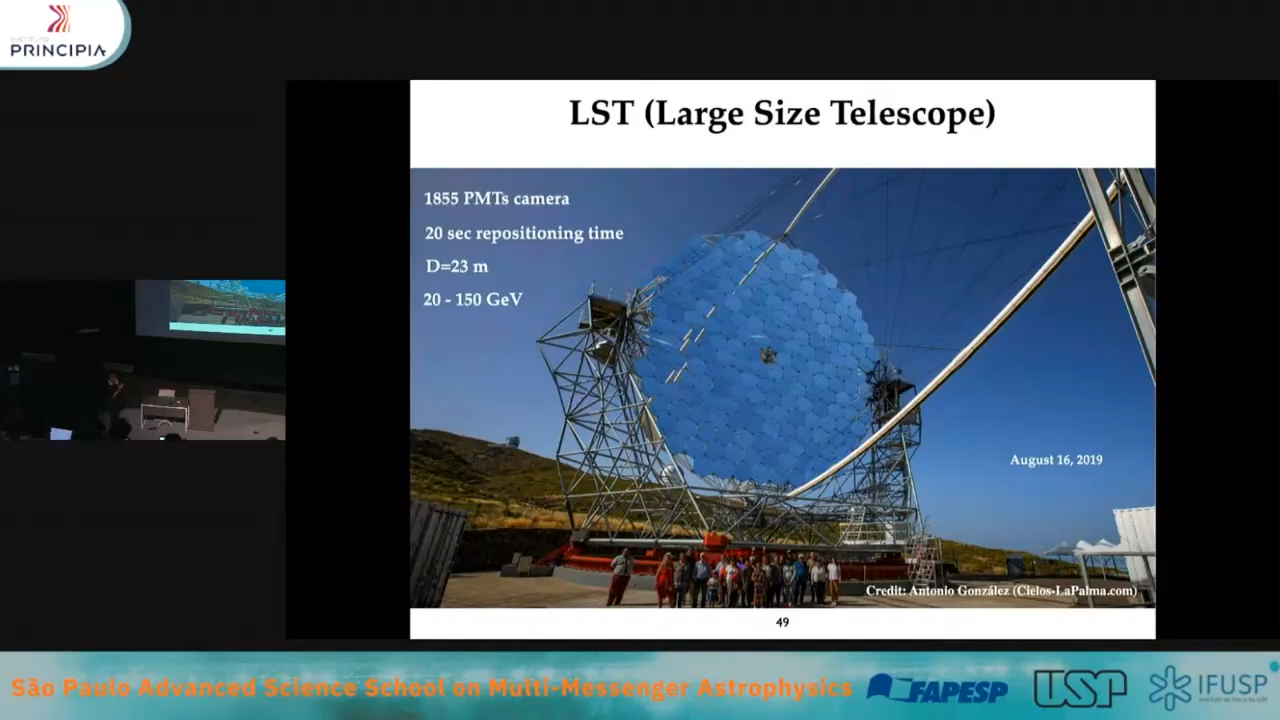 INSTITUTO
PRINCIPIA
LST (Large Size Telescope)
1855 PMTs camera
20 sec repositioning time
D=23 m
20 - 150 GeV
August 16, 2019
Credit: Antonio González (Cielos-LaPalma.com)
49
São Paulo Advanced Science School on Multi-Messenger Astrophysics
FAPESP
USP
IFUSP